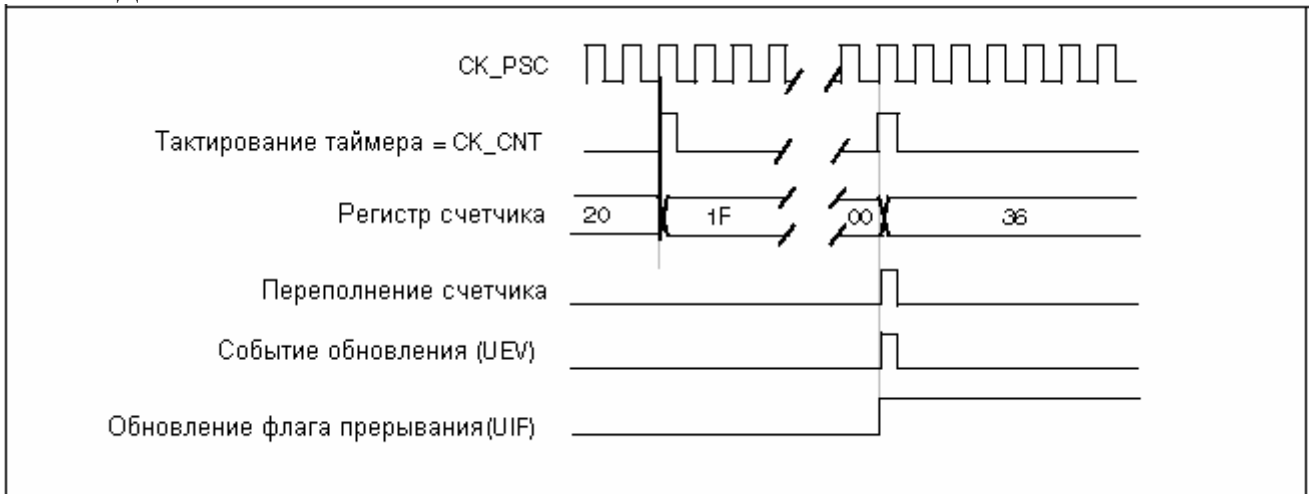 CK_PSC
Тактирование таймера = CK_CNT
Регистр счетчика 20 1F 00 36
Переполнение счетчика
Событие обновления (UEV)
Обновление флага прерывания(UIF)